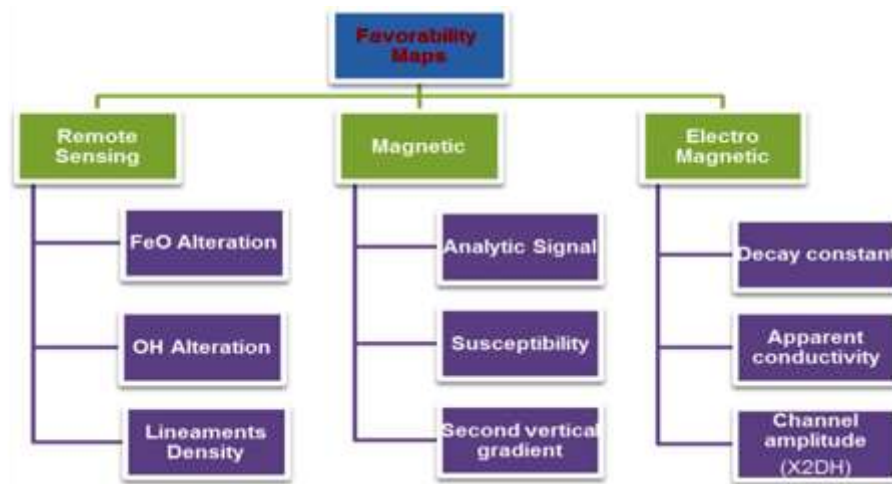 Favorability
Maps
Remote
Sensing
Magnetic
Electro
Magnetic
FeO Alteration
OH Alteration
Lineaments
Density
Analytic Signal
Susceptibility
Second vertical
gradient
Decay constant
Apparent
conductivity
Channel
amplitude
(X2DH)